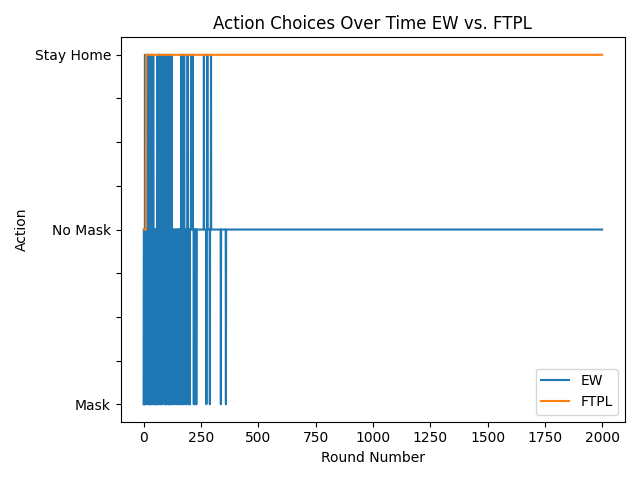 Action Choices Over Time EW vs. FTPL
Stay Home
No Mask
Mask
Action
0 250 500 750 1000 1250 1500 1750 2000
Round Number
EW
FTPL